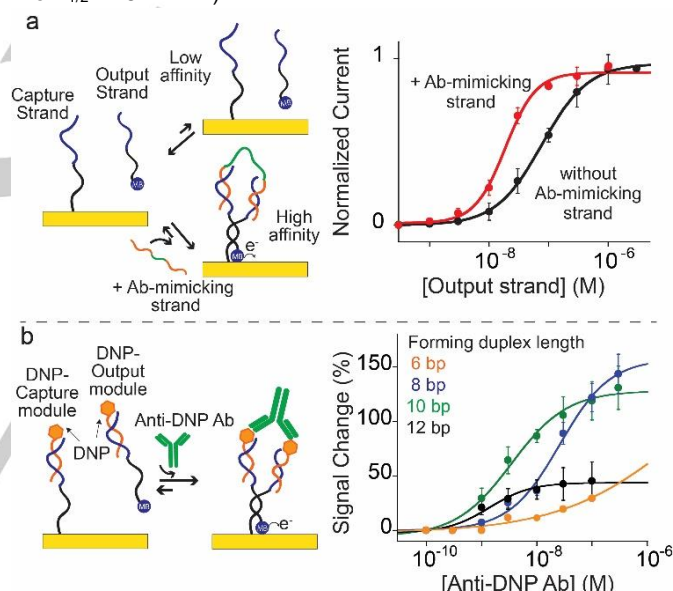 a
Low
affinity
Capture
Strand
Output
Strand
MB
MB
High
affinity
MB
e-
+ Ab-mimicking
strand
Normalized Current
1
0
+ Ab-mimicking
strand
without
Ab-mimicking
strand
10-8
10-6
[Output strand] (M)
b
DNP-
Capture
module
DNP-
Output
module
DNP
Anti-DNP Ab
MB
MB
e-
Signal Change (%)
150
100
50
0
Forming duplex length
6 bp
8 bp
10 bp
12 bp
10-10
10-8
10-6
[Anti-DNP Ab] (M)